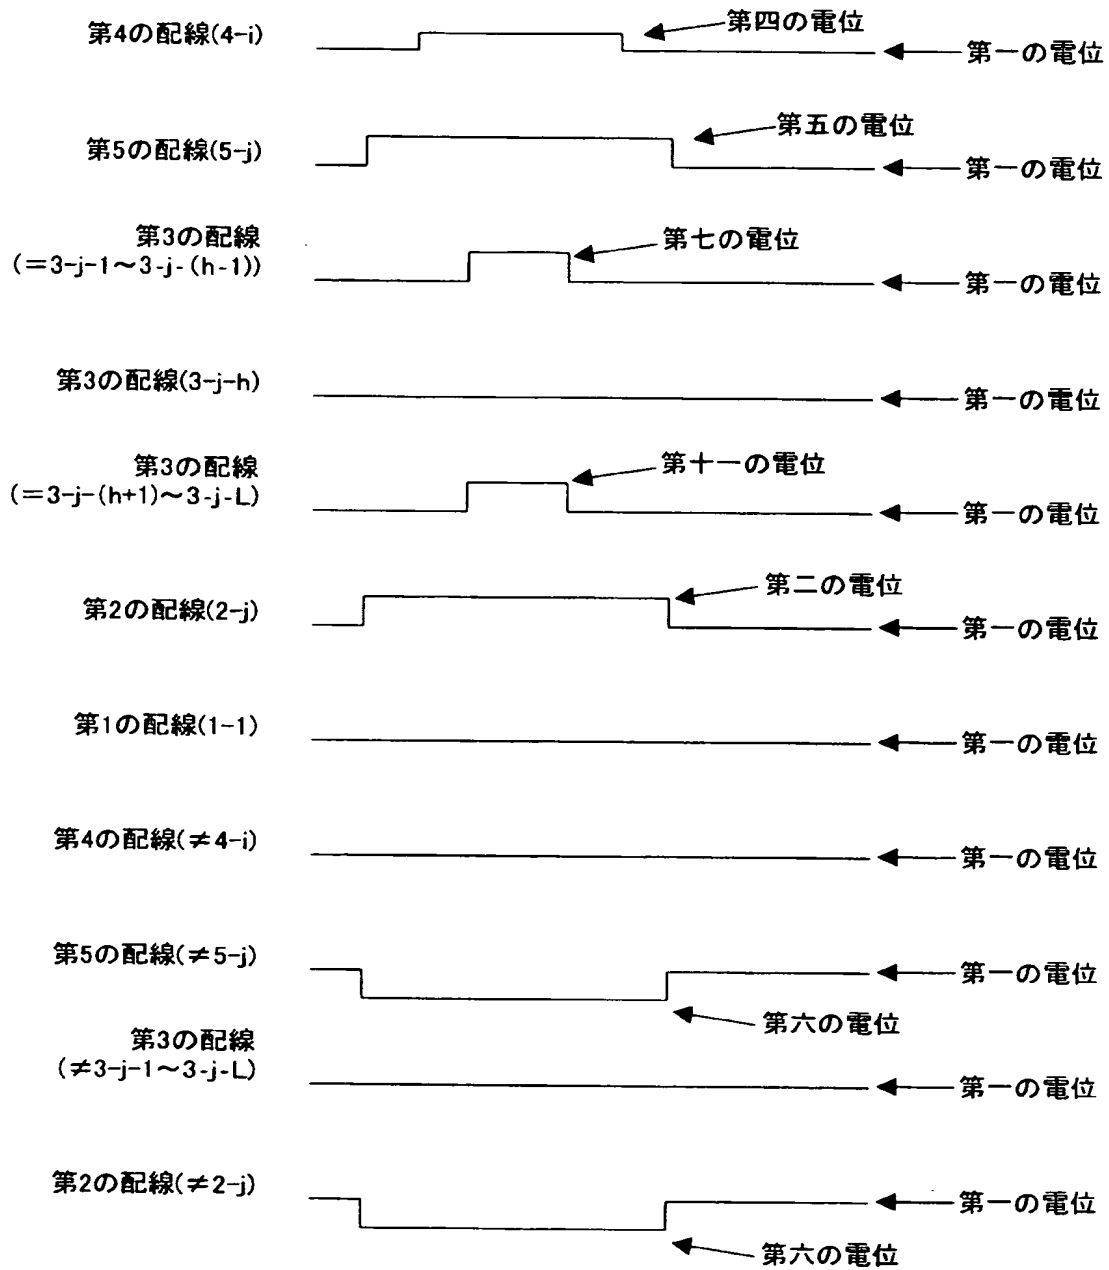 第4の配線(4-i)
第四の電位
第一の電位
第5の配線(5-j)
第五の電位
第一の電位
第3の配線
(=3-j-1~3-j-(h-1))
第七の電位
第一の電位
第3の配線(3-j-h)
第一の電位
第3の配線
(=3-j-(h+1)~3-j-L)
第十一の電位
第一の電位
第2の配線(2-j)
第二の電位
第一の電位
第1の配線(1-1)
第一の電位
第4の配線(≠4-i)
第一の電位
第5の配線(≠5-j)
第一の電位
第六の電位
第3の配線
(≠3-j-1~3-j-L)
第一の電位
第2の配線(≠2-j)
第一の電位
第六の電位